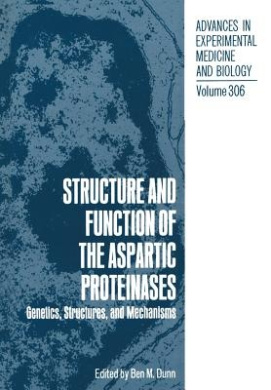 ADVANCES IN
EXPERIMENTAL
MEDICINE
AND BIOLOGY
Volume 306
STRUCTURE AND
FUNCTION OF
THE ASPARTIC
PROTEINASES
Genetics, Structures, and Mechanisms
Edited by Ben M. Dunn